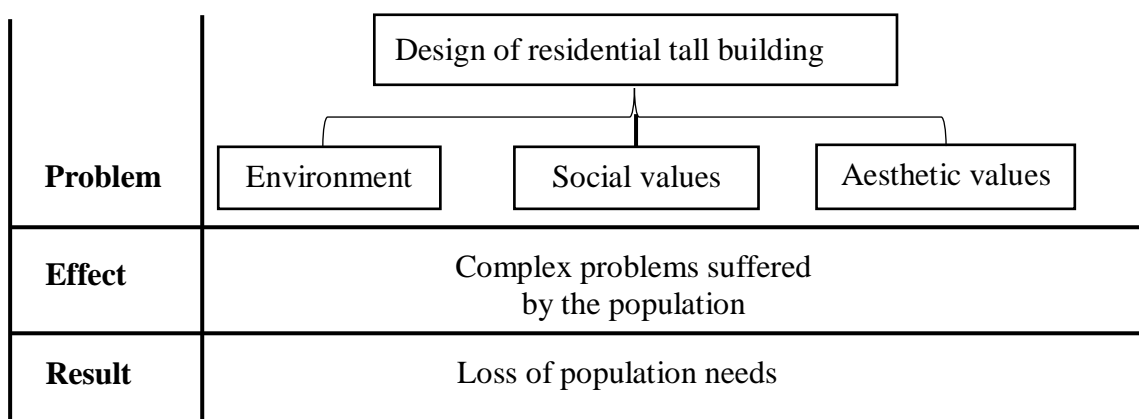 Design of residential tall building
Problem
Environment
Social values
Aesthetic values
Effect
Complex problems suffered
by the population
Result
Loss of population needs